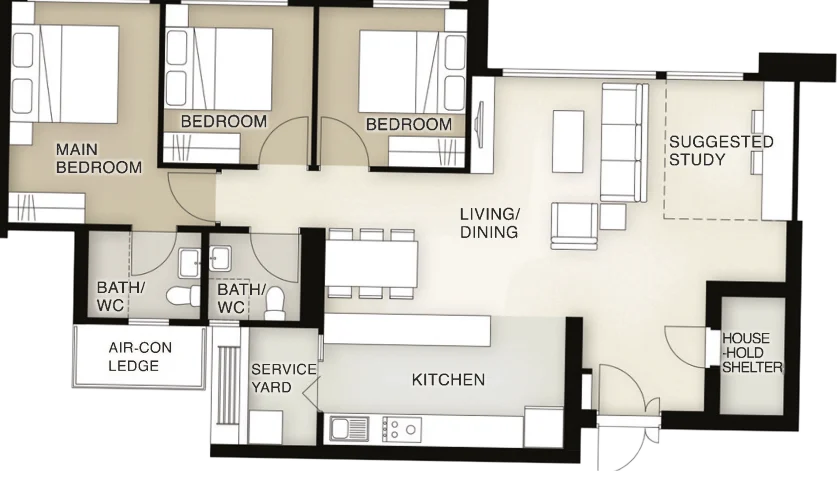 BEDROOM
BEDROOM
MAIN
BEDROOM
SUGGESTED
STUDY
LIVING/
DINING
BATH/
WC
BATH/
WC
AIR-CON
LEDGE
SERVICE
YARD
KITCHEN
HOUSE
-HOLD
SHELTER